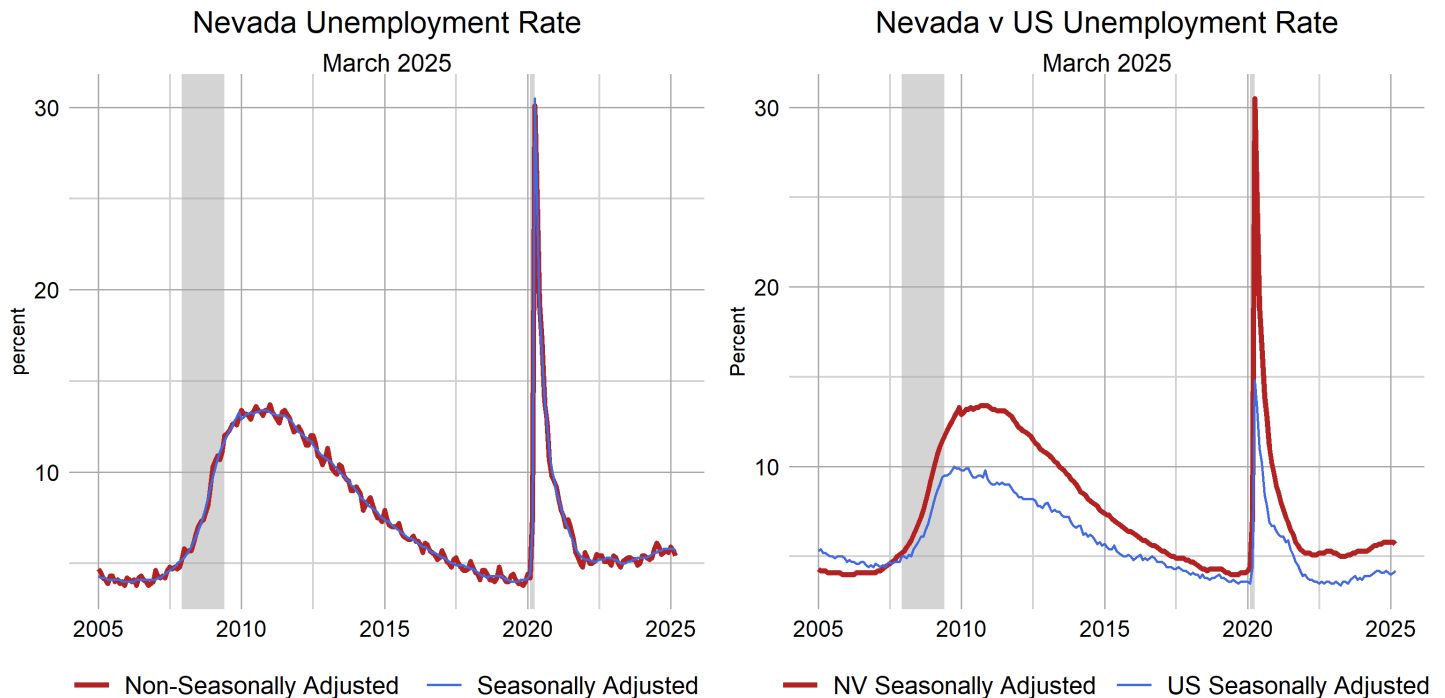 Nevada Unemployment Rate
March 2025
30
20
10
percent
2005 2010 2015 2020 2025
Non-Seasonally Adjusted Seasonally Adjusted
Nevada v US Unemployment Rate
March 2025
30
20
10
Percent
2005 2010 2015 2020 2025
NV Seasonally Adjusted US Seasonally Adjusted